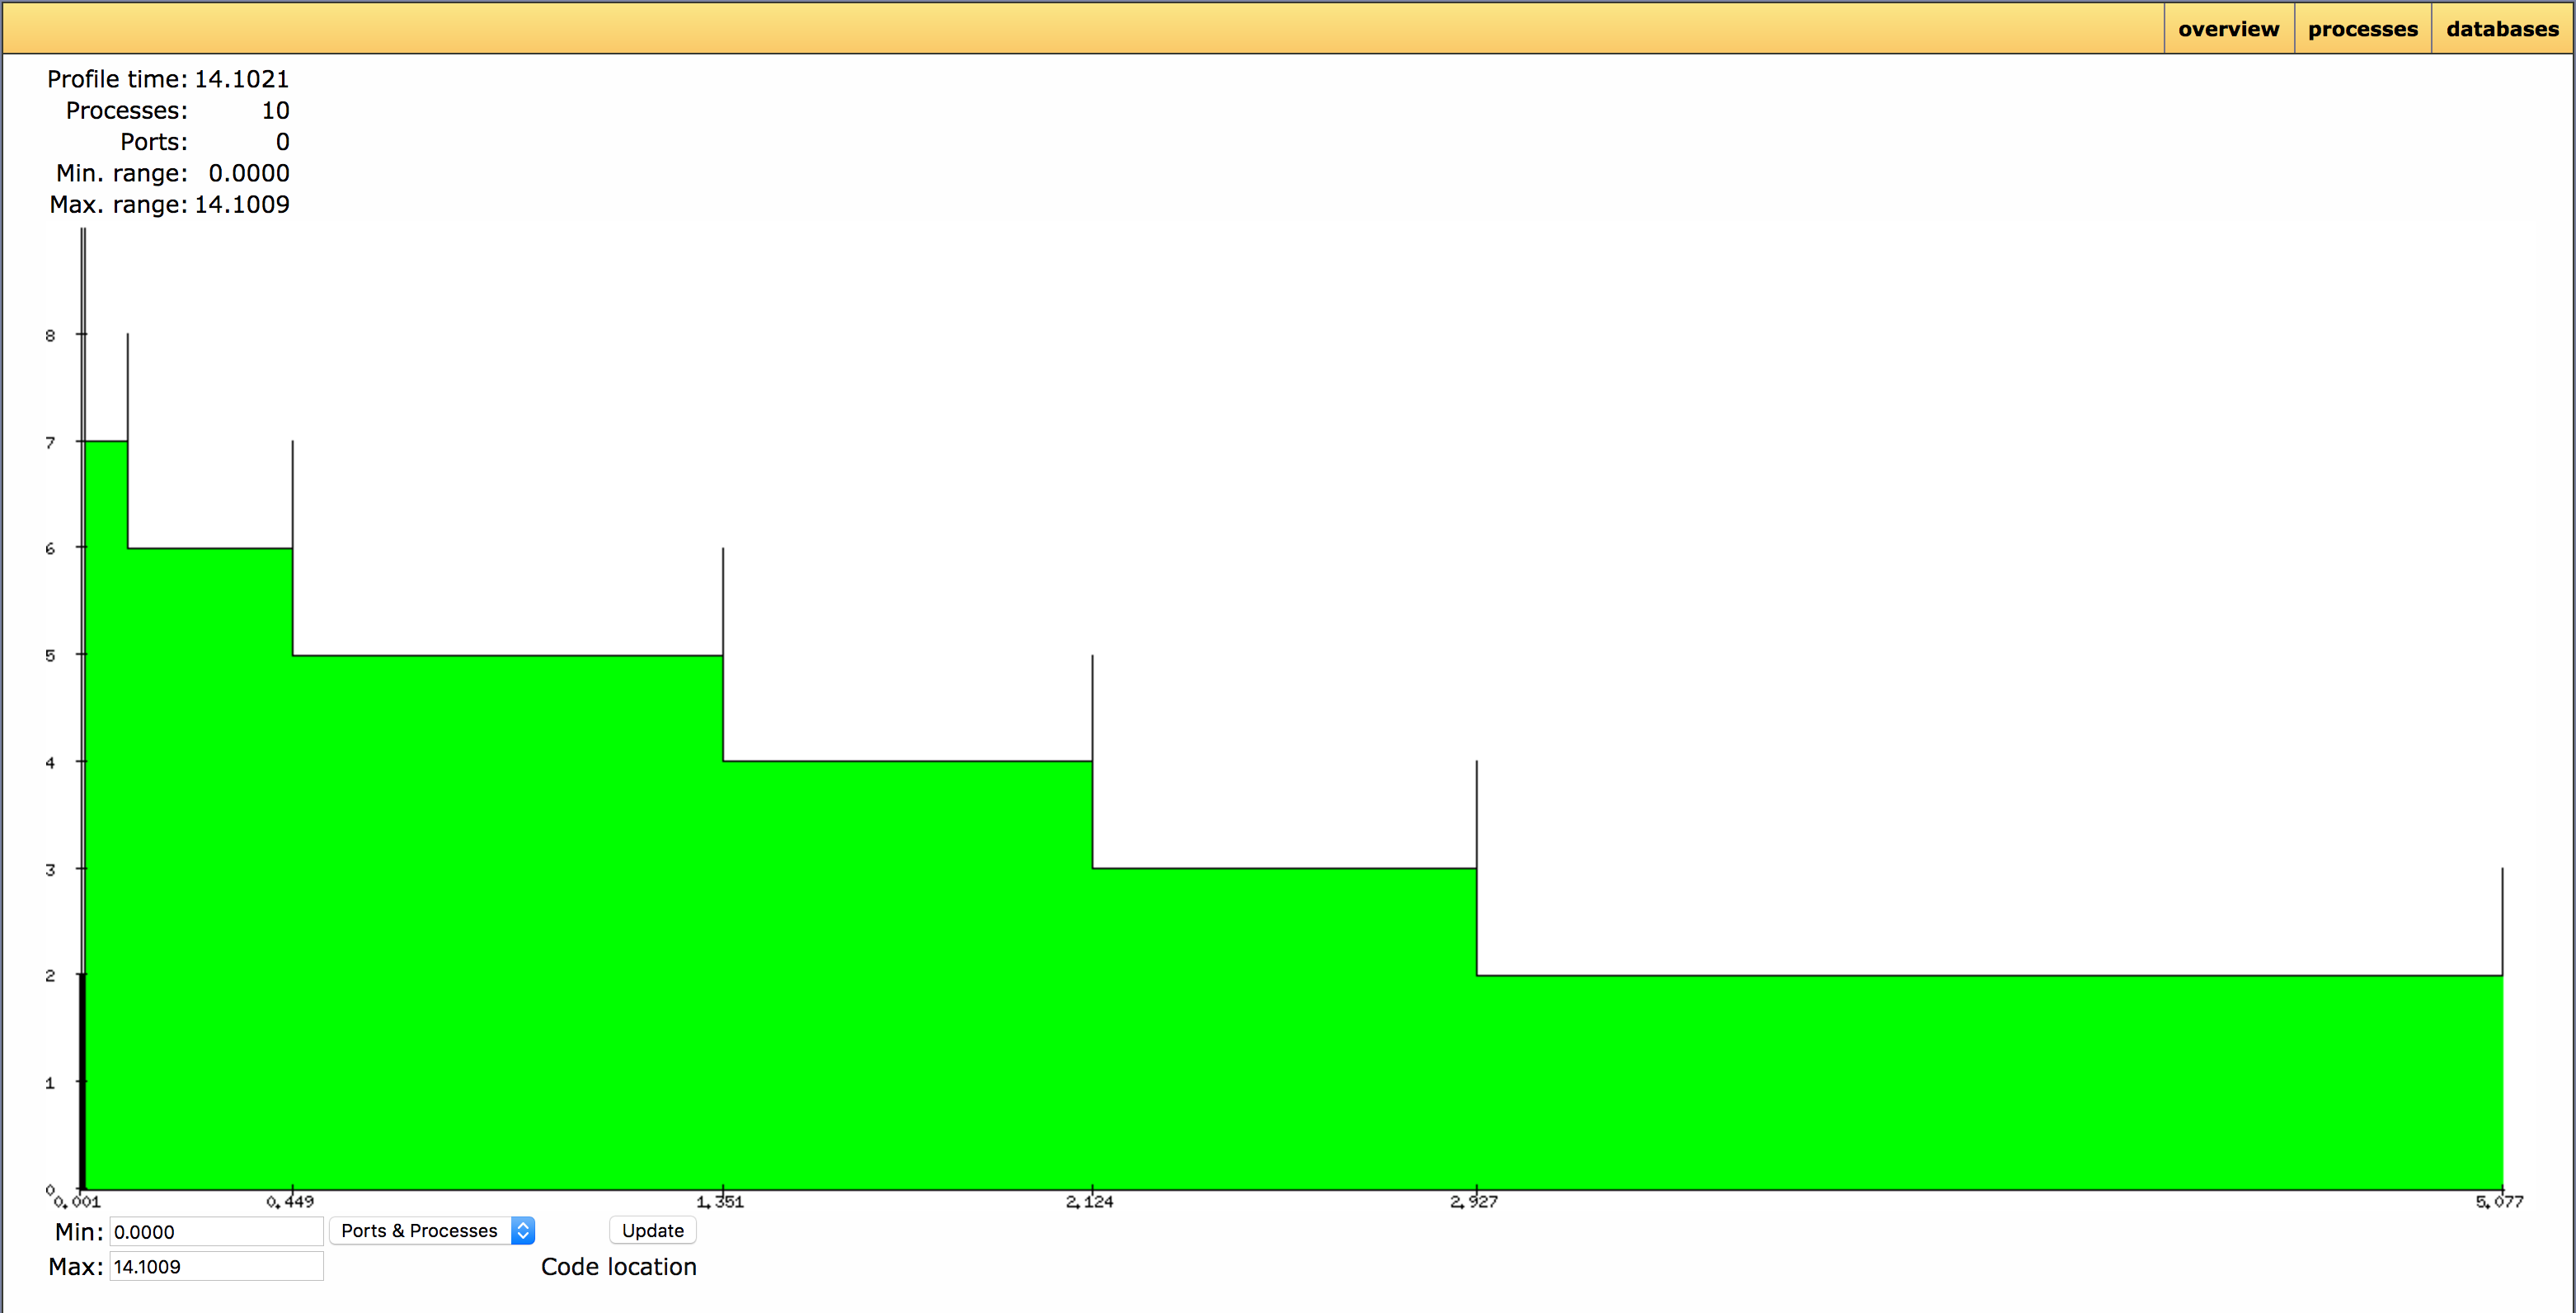 overview processes databases
Profile time: 14.1021
Processes: 10
Ports: 0
Min. range: 0.0000
Max. range: 14.1009
8
7
6
5
4
3
2
1
0
0.001 0.449 1.351 2.124 2.927 5.077
Min: 0.0000 Ports & Processes Update
Max: 14.1009 Code location